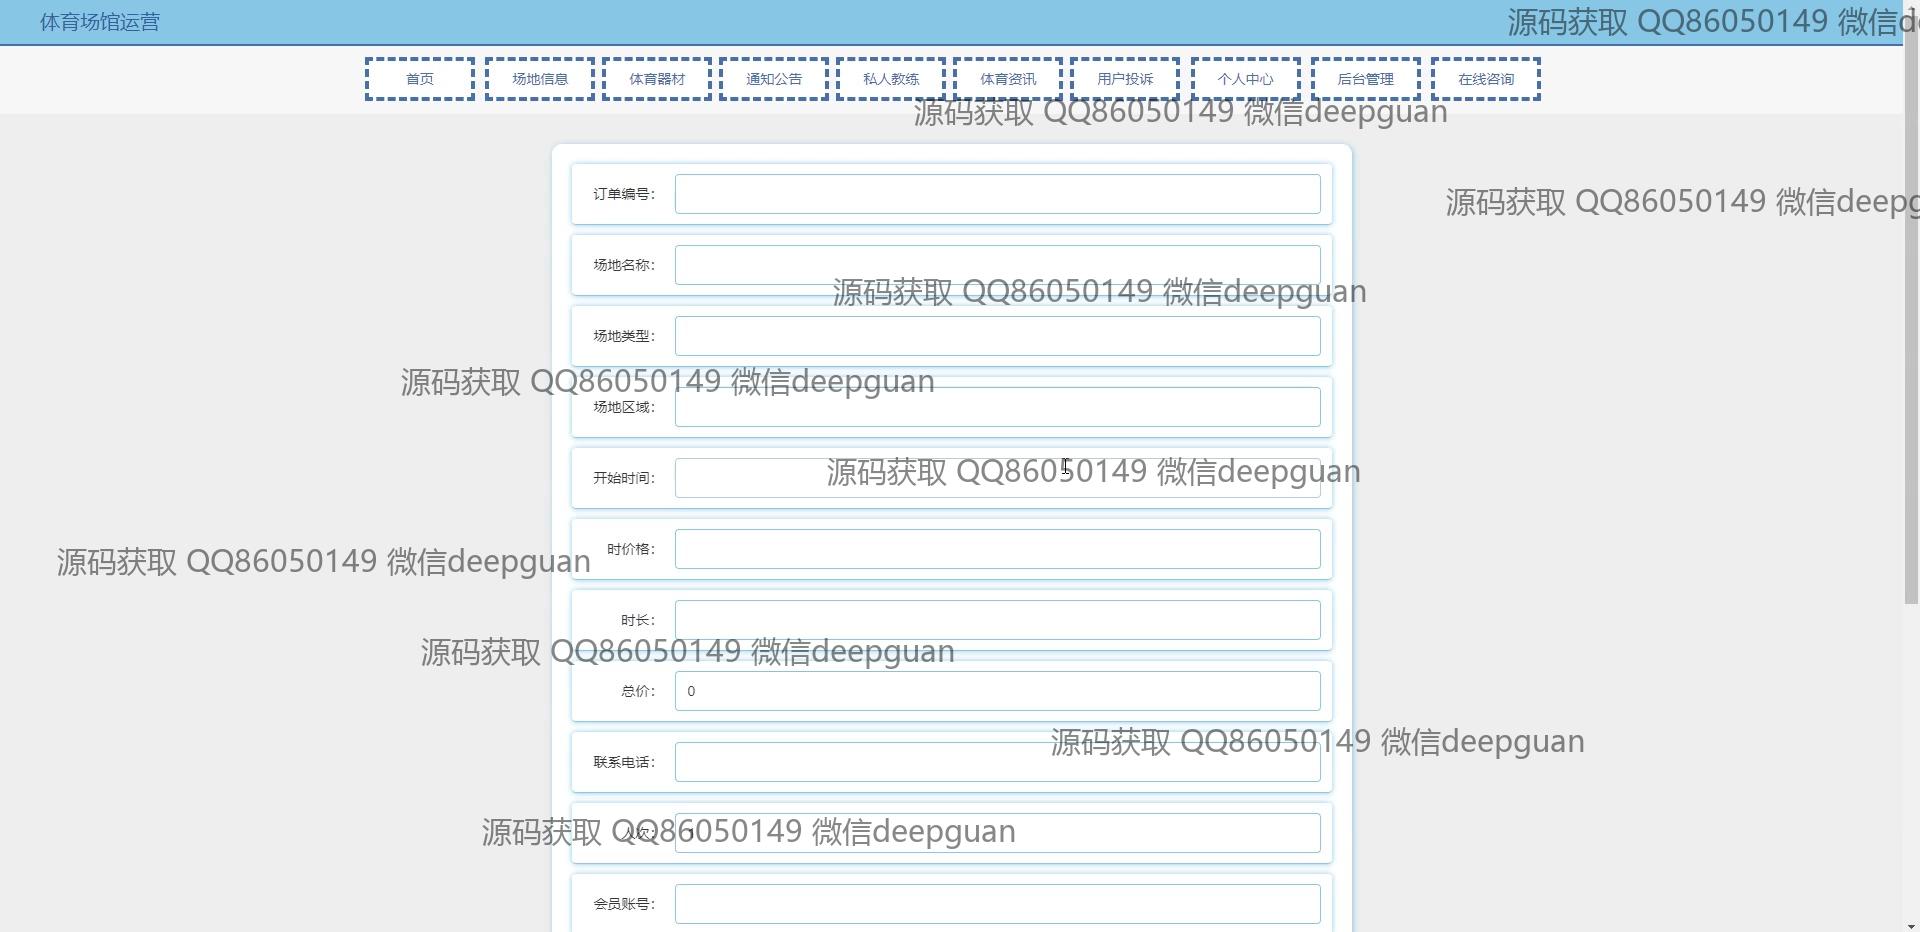 体育场馆运营
源码获取 QQ86050149 微信d
首页 场地信息 体育器材 通知公告 私人教练 体育资讯 用户投诉 个人中心 后台管理 在线咨询
源码获取 QQ86050149 微信deepguan
订单编号：
源码获取 QQ86050149 微信deepg
场地名称：
源码获取 QQ86050149 微信deepguan
场地类型：
源码获取 QQ86050149 微信deepguan
场地区域：
源码获取 QQ86050149 微信deepguan
开始时间：
时价格：
源码获取 QQ86050149 微信deepguan
时长：
源码获取 QQ86050149 微信deepguan
总价： 0
源码获取 QQ86050149 微信deepguan
联系电话：
人次：
源码获取 QQ86050149 微信deepguan
会员账号：